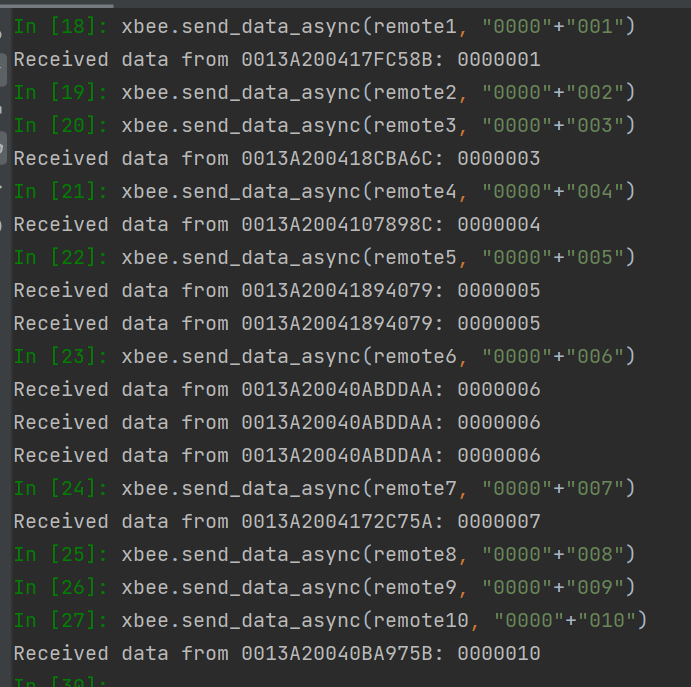 In [18]: xbee.send_data_async(remote1, "0000"+"001")
Received data from 0013A200417FC58B: 0000001
In [19]: xbee.send_data_async(remote2, "0000"+"002")
In [20]: xbee.send_data_async(remote3, "0000"+"003")
Received data from 0013A200418CBA6C: 0000003
In [21]: xbee.send_data_async(remote4, "0000"+"004")
Received data from 0013A2004107898C: 0000004
In [22]: xbee.send_data_async(remote5, "0000"+"005")
Received data from 0013A20041894079: 0000005
Received data from 0013A20041894079: 0000005
In [23]: xbee.send_data_async(remote6, "0000"+"006")
Received data from 0013A20040ABDDAA: 0000006
Received data from 0013A20040ABDDAA: 0000006
Received data from 0013A20040ABDDAA: 0000006
In [24]: xbee.send_data_async(remote7, "0000"+"007")
Received data from 0013A2004172C75A: 0000007
In [25]: xbee.send_data_async(remote8, "0000"+"008")
In [26]: xbee.send_data_async(remote9, "0000"+"009")
In [27]: xbee.send_data_async(remote10, "0000"+"010")
Received data from 0013A20040BA975B: 0000010
In [30]: